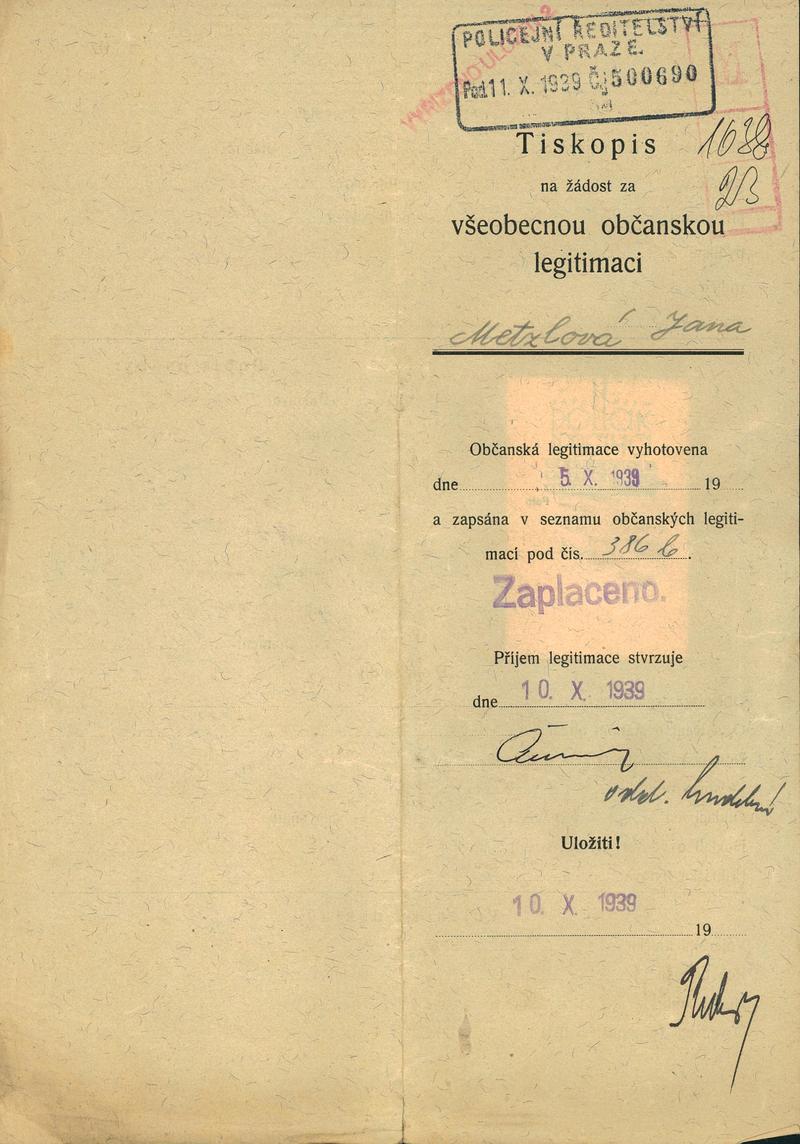 POLICEJNÍ ŘEDITELSTVÍ
V PRAZE.
Pod. 11. X. 1939 Čj 500690
Tiskopis
1638
na žádost za
všeobecnou občanskou
legitimaci
Metzlová Jana
Občanská legitimace vyhotovena
dne 5. X. 1939 19
a zapsána v seznamu občanských legiti-
mací pod čís. 386
Zaplaceno.
Příjem legitimace stvrzuje
dne 10. X. 1939
Uložiti!
10. X. 1939
19